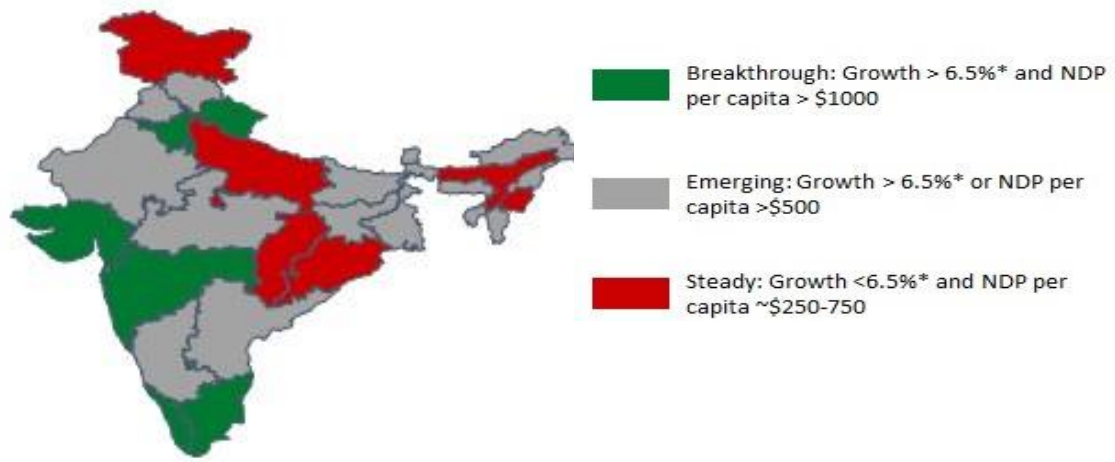 Breakthrough: Growth > 6.5%* and NDP
per capita > $1000
Emerging: Growth > 6.5%* or NDP per
capita >$500
Steady: Growth <6.5%* and NDP per
capita ~$250-750